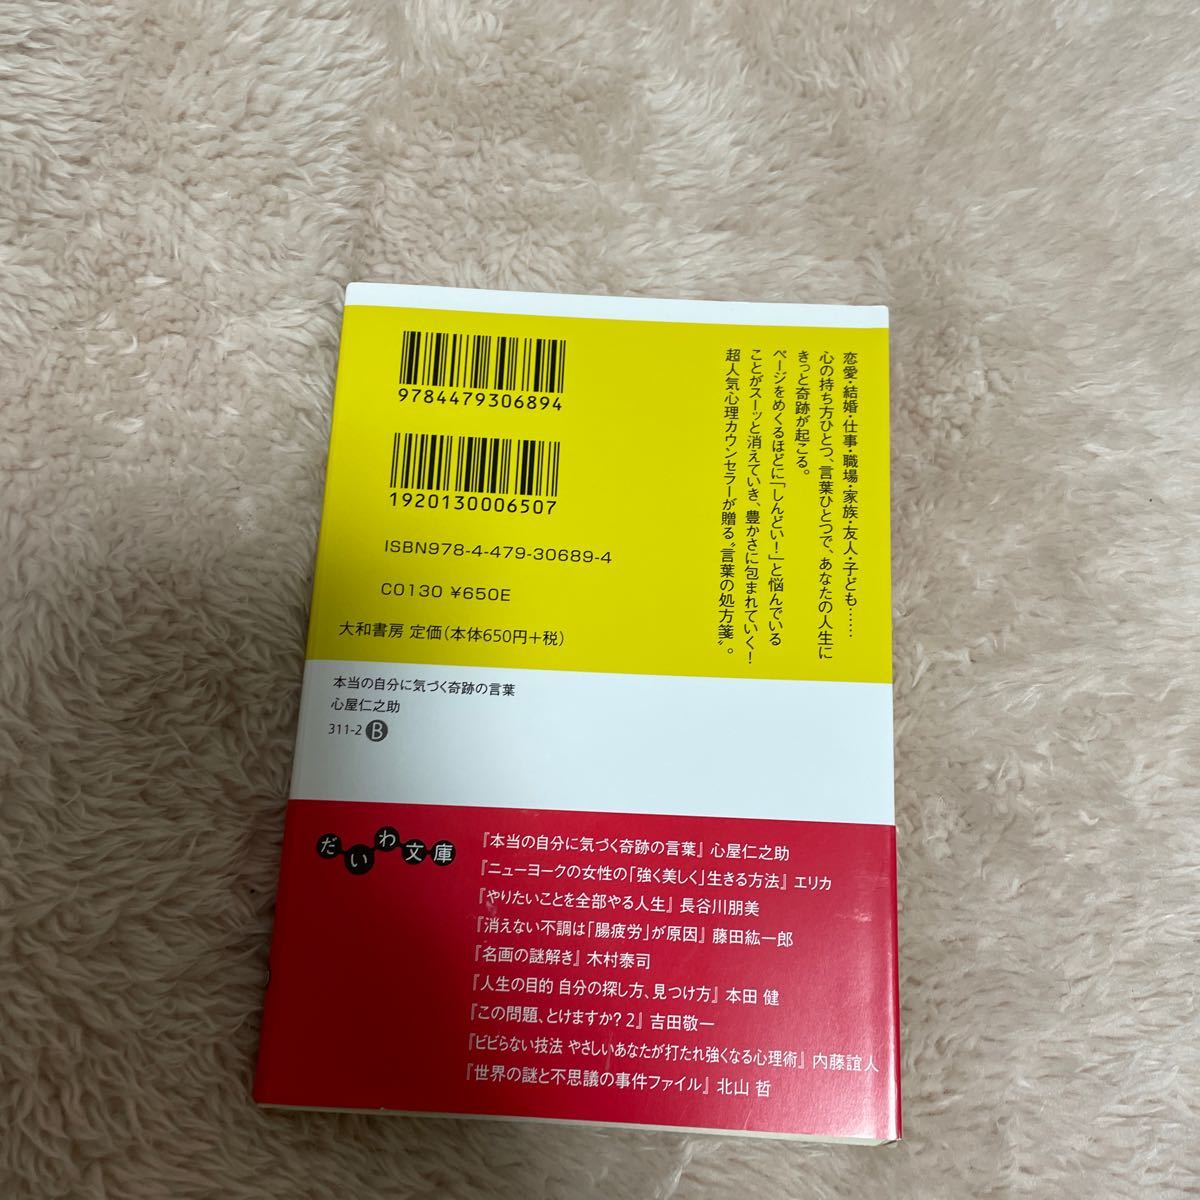 恋愛・結婚・仕事・職場・家族・友人・子ども……
心の持ち方ひとつ、言葉ひとつで、あなたの人生に
きっと奇跡が起こる。
ページをめくるほどに「しんどい！」と悩んでいる
ことがスーッと消えていき、豊かさに包まれていく！
超人気心理カウンセラーが贈る〝言葉の処方箋〟。
9784479306894
1920130006507
ISBN978-4-479-30689-4
C0130 ¥650E
大和書房 定価（本体650円＋税）
本当の自分に気づく奇跡の言葉
心屋仁之助
311-2 B
だいわ文庫
『本当の自分に気づく奇跡の言葉』 心屋仁之助
『ニューヨークの女性の「強く美しく」生きる方法』 エリカ
『やりたいことを全部やる人生』 長谷川朋美
『消えない不調は「腸疲労」が原因』 藤田紘一郎
『名画の謎解き』 木村泰司
『人生の目的 自分の探し方、見つけ方』 本田 健
『この問題、とけますか？2』 吉田敬一
『ビビらない技法 やさしいあなたが打たれ強くなる心理術』 内藤誼人
『世界の謎と不思議の事件ファイル』 北山 哲